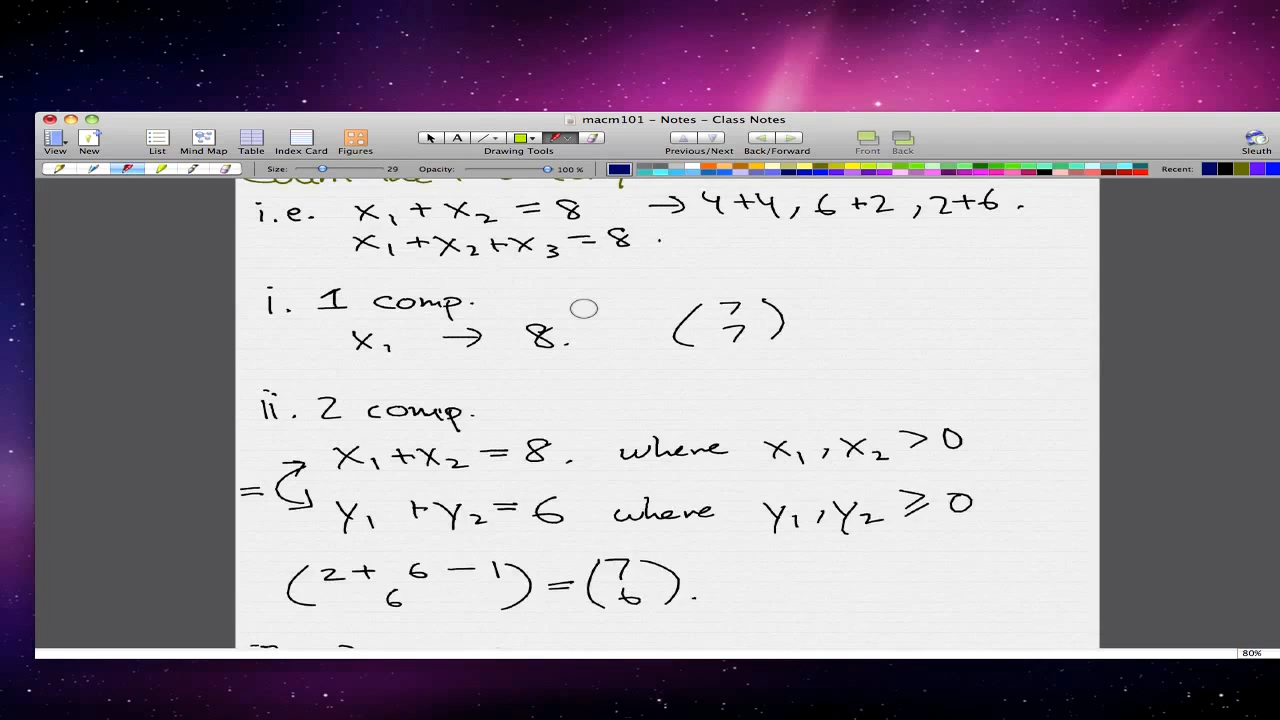 macm101 - Notes - Class Notes
View New List Mind Map Table Index Card Figures Drawing Tools Previous/Next Back/Forward Front Back Sleuth
Size: 29 Opacity: 100 % Recent:
i.e. x₁ + x₂ = 8 → 4+4, 6+2, 2+6.
x₁ + x₂ + x₃ = 8.
i. 1 comp. (7 7)
x₁ → 8.
ii. 2 comp.
x₁ + x₂ = 8. where x₁, x₂ > 0
=
y₁ + y₂ = 6 where y₁, y₂ ≥ 0
(2 + 6 - 1 6) = (7 6).
80%